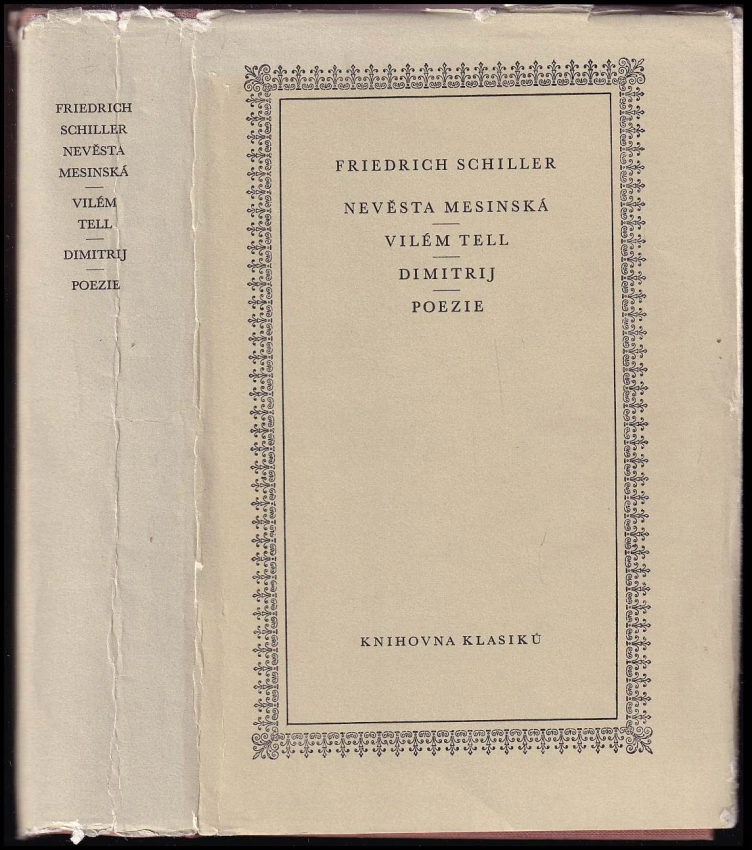 FRIEDRICH
SCHILLER
NEVĚSTA
MESINSKÁ
VILÉM
TELL
DIMITRIJ
POEZIE
FRIEDRICH SCHILLER
NEVĚSTA MESINSKÁ
VILÉM TELL
DIMITRIJ
POEZIE
KNIHOVNA KLASIKŮ